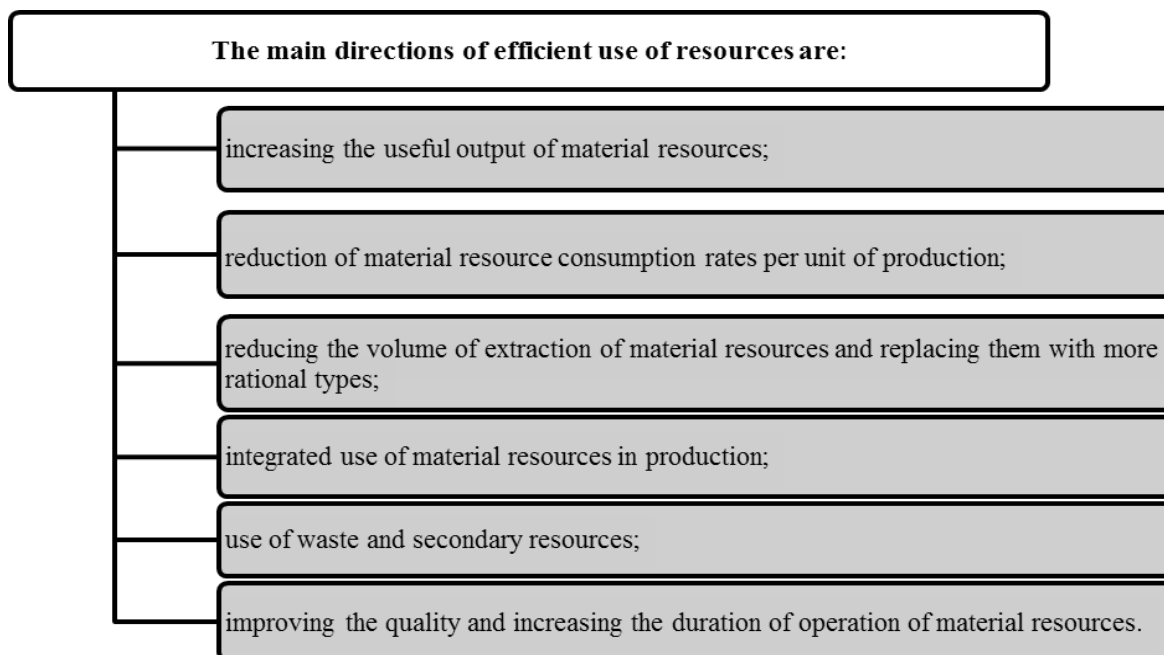 The main directions of efficient use of resources are:
increasing the useful output of material resources;
reduction of material resource consumption rates per unit of production;
reducing the volume of extraction of material resources and replacing them with more
rational types;
integrated use of material resources in production;
use of waste and secondary resources;
improving the quality and increasing the duration of operation of material resources.